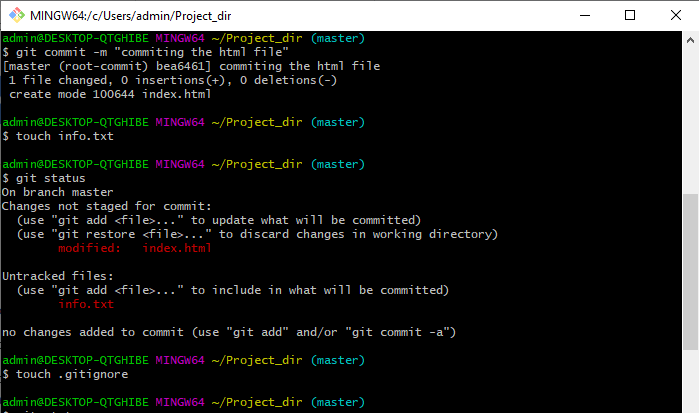 MINGW64:/c/Users/admin/Project_dir
admin@DESKTOP-QTGHIBE MINGW64 ~/Project_dir (master)
$ git commit -m "commiting the html file"
[master (root-commit) bea6461] commiting the html file
 1 file changed, 0 insertions(+), 0 deletions(-)
 create mode 100644 index.html
admin@DESKTOP-QTGHIBE MINGW64 ~/Project_dir (master)
$ touch info.txt
admin@DESKTOP-QTGHIBE MINGW64 ~/Project_dir (master)
$ git status
On branch master
Changes not staged for commit:
  (use "git add <file>..." to update what will be committed)
  (use "git restore <file>..." to discard changes in working directory)
        modified:   index.html
Untracked files:
  (use "git add <file>..." to include in what will be committed)
        info.txt
no changes added to commit (use "git add" and/or "git commit -a")
admin@DESKTOP-QTGHIBE MINGW64 ~/Project_dir (master)
$ touch .gitignore
admin@DESKTOP-QTGHIBE MINGW64 ~/Project_dir (master)